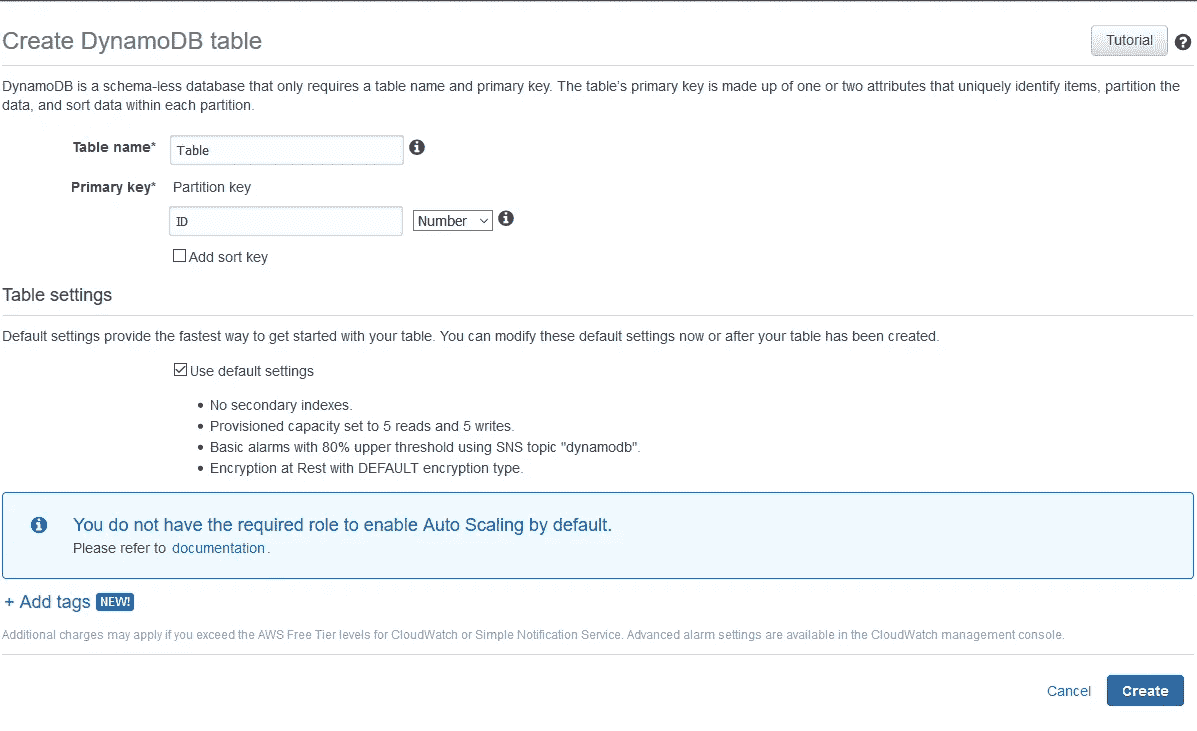 Create DynamoDB table
Tutorial
DynamoDB is a schema-less database that only requires a table name and primary key. The table's primary key is made up of one or two attributes that uniquely identify items, partition the
data, and sort data within each partition.
Table name* Table
Primary key* Partition key
ID Number
Add sort key
Table settings
Default settings provide the fastest way to get started with your table. You can modify these default settings now or after your table has been created.
Use default settings
• No secondary indexes.
• Provisioned capacity set to 5 reads and 5 writes.
• Basic alarms with 80% upper threshold using SNS topic "dynamodb".
• Encryption at Rest with DEFAULT encryption type.
You do not have the required role to enable Auto Scaling by default.
Please refer to documentation.
+ Add tags NEW!
Additional charges may apply if you exceed the AWS Free Tier levels for CloudWatch or Simple Notification Service. Advanced alarm settings are available in the CloudWatch management console.
Cancel Create